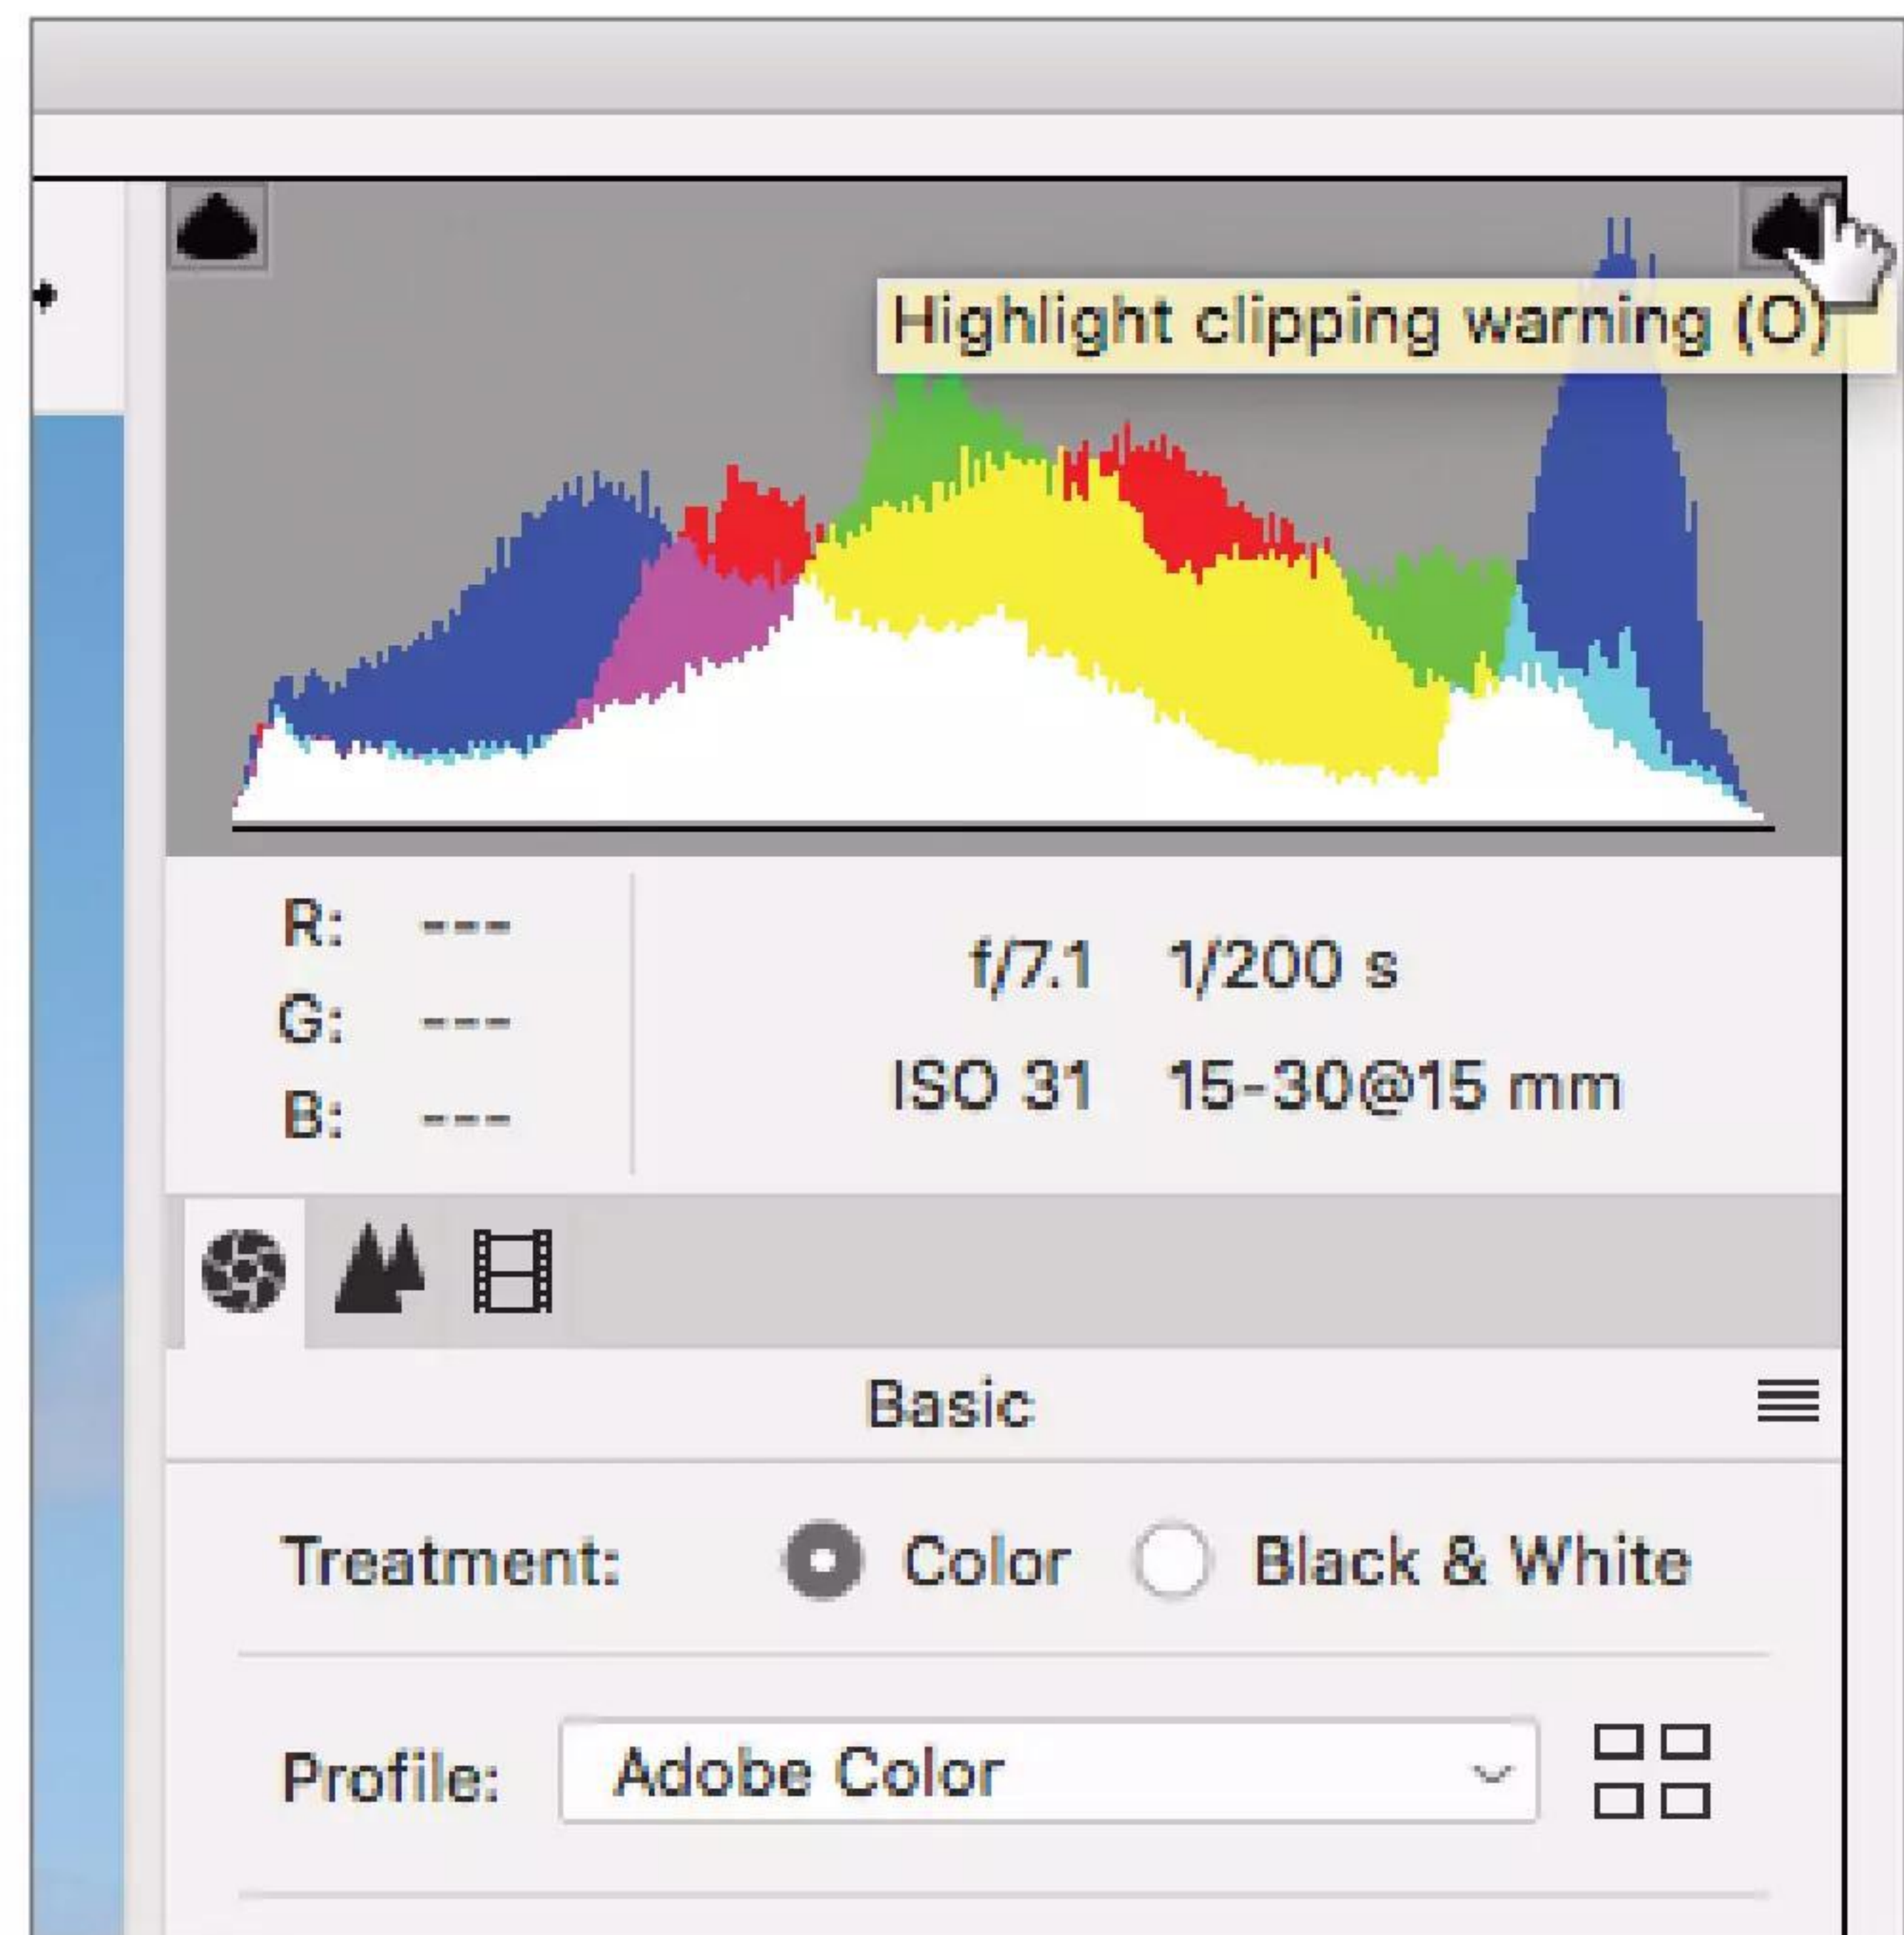 Highlight clipping warning (O)
R: ---
f/7.1 1/200 s
G: ---
ISO 31 15-30@15 mm
B: ---
Basic
Treatment: Color Black & White
Profile: Adobe Color